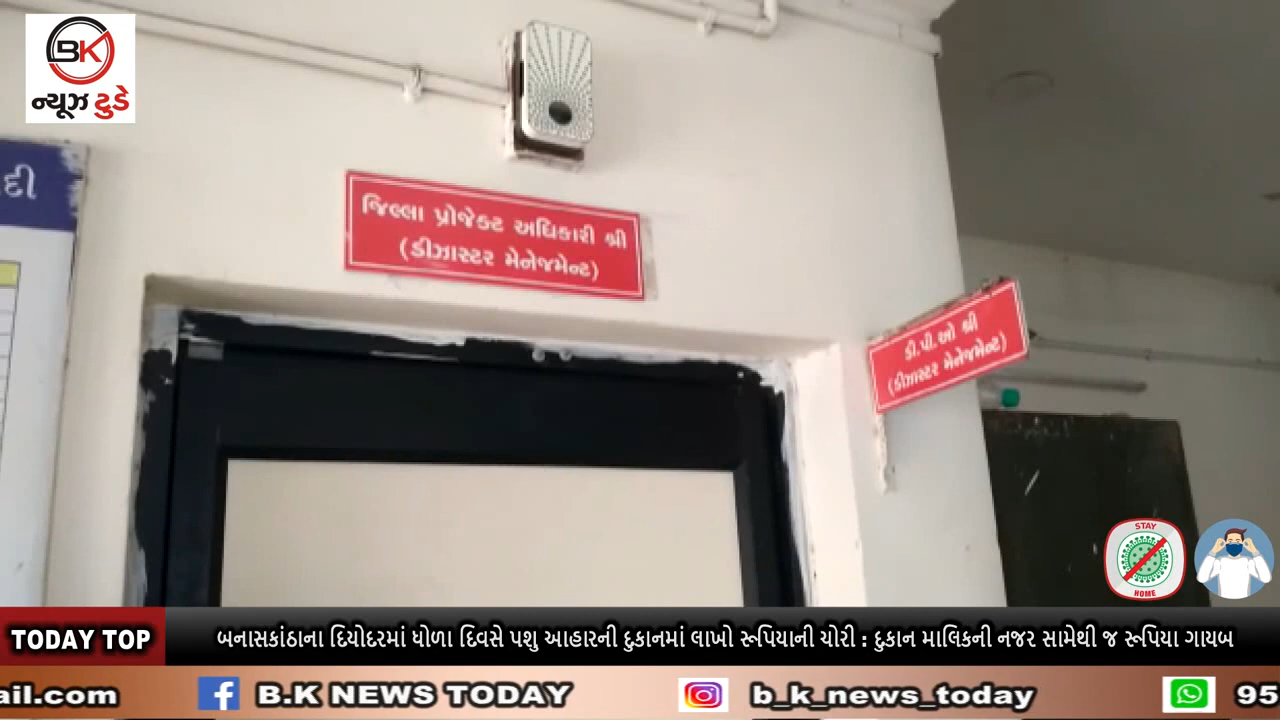 BK
ન્યૂઝ ટુડે
દી
જિલ્લા પ્રોજેક્ટ અધિકારી શ્રી
(ડીઝાસ્ટર મેનેજમેન્ટ)
ડી.પી.ઓ શ્રી
(ડીઝાસ્ટર મેનેજમેન્ટ)
STAY
HOME
TODAY TOP
બનાસકાંઠાના દિયોદરમાં ધોળા દિવસે પશુ આહારની દુકાનમાં લાખો રૂપિયાની ચોરી : દુકાન માલિકની નજર સામેથી જ રૂપિયા ગાયબ
ail.com B.K NEWS TODAY b_k_news_today 95